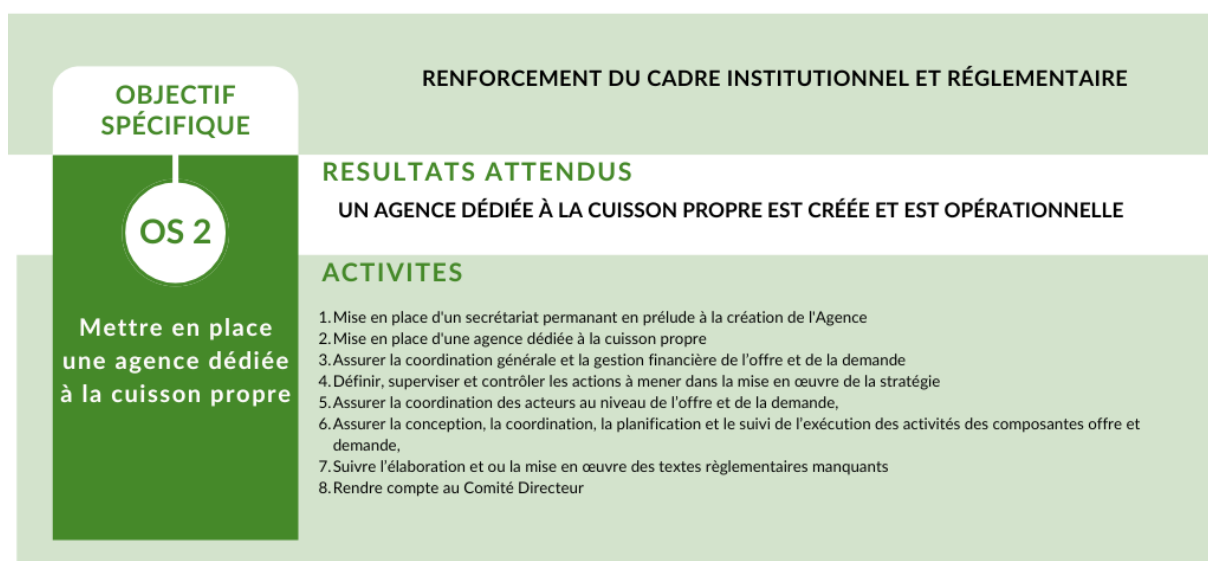 RENFORCEMENT DU CADRE INSTITUTIONNEL ET RÉGLEMENTAIRE
OBJECTIF
SPÉCIFIQUE
OS 2
Mettre en place
une agence dédiée
à la cuisson propre
RESULTATS ATTENDUS
UN AGENCE DÉDIÉE À LA CUISSON PROPRE EST CRÉÉE ET EST OPÉRATIONNELLE
ACTIVITES
1. Mise en place d'un secrétariat permanant en prélude à la création de l'Agence
2. Mise en place d'une agence dédiée à la cuisson propre
3. Assurer la coordination générale et la gestion financière de l’offre et de la demande
4. Définir, superviser et contrôler les actions à mener dans la mise en œuvre de la stratégie
5. Assurer la coordination des acteurs au niveau de l’offre et de la demande,
6. Assurer la conception, la coordination, la planification et le suivi de l’exécution des activités des composantes offre et
demande,
7. Suivre l’élaboration et ou la mise en œuvre des textes règlementaires manquants
8. Rendre compte au Comité Directeur